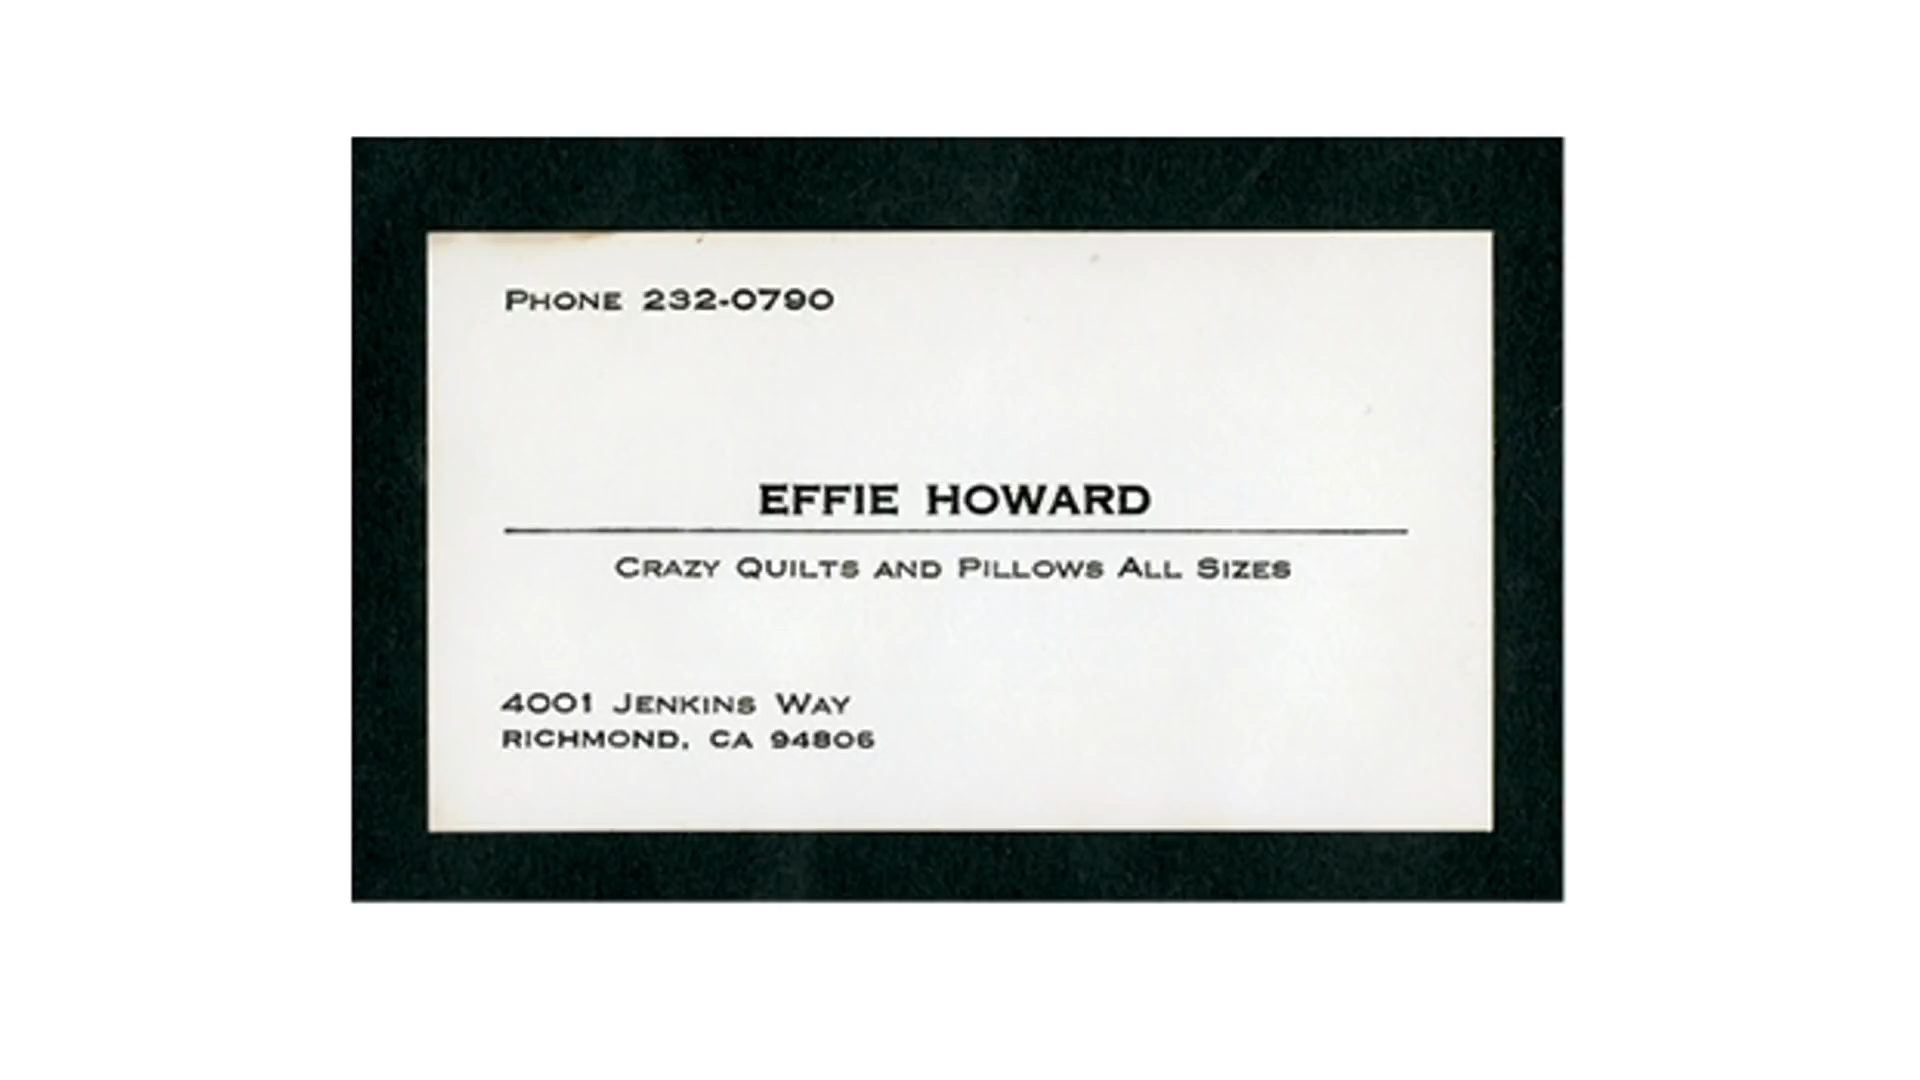 PHONE 232-0790
EFFIE HOWARD
CRAZY QUILTS AND PILLOWS ALL SIZES
4001 JENKINS WAY
RICHMOND, CA 94806